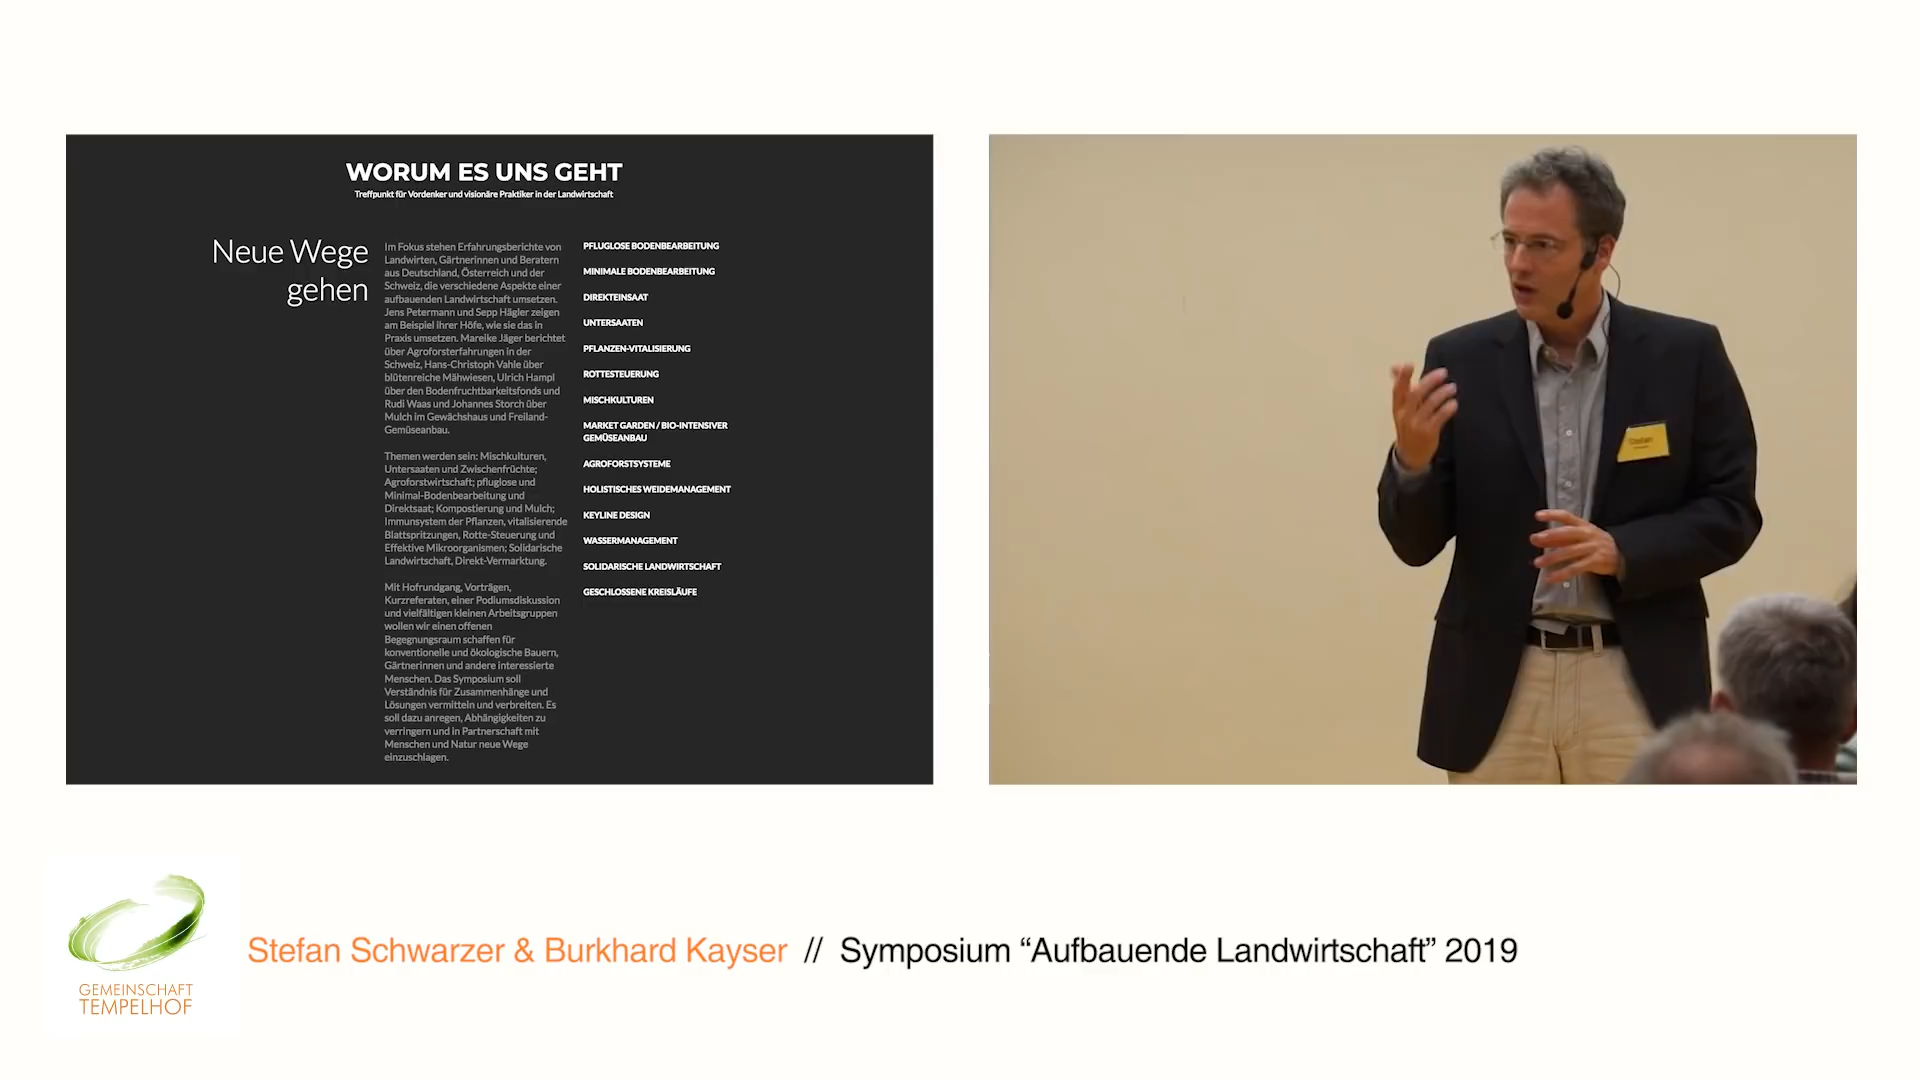 WORUM ES UNS GEHT
Treffpunkt für Vordenker und visionäre Praktiker in der Landwirtschaft
Neue Wege
gehen
Im Fokus stehen Erfahrungsberichte von
Landwirten, Gärtnerinnen und Beratern
aus Deutschland, Österreich und der
Schweiz, die verschiedene Aspekte einer
aufbauenden Landwirtschaft umsetzen.
Jens Petermann und Sepp Hägler zeigen
am Beispiel ihrer Höfe, wie sie das in
Praxis umsetzen. Mareike Jäger berichtet
über Agroforsterfahrungen in der
Schweiz, Hans-Christoph Vahle über
blütenreiche Mähwiesen, Ulrich Hampl
über den Bodenfruchtbarkeitsfonds und
Rudi Waas und Johannes Storch über
Mulch im Gewächshaus und Freiland-
Gemüseanbau.
Themen werden sein: Mischkulturen,
Untersaaten und Zwischenfrüchte;
Agroforstwirtschaft; pfluglose und
Minimal-Bodenbearbeitung und
Direktsaat; Kompostierung und Mulch;
Immunsystem der Pflanzen, vitalisierende
Blattspritzungen, Rotte-Steuerung und
Effektive Mikroorganismen; Solidarische
Landwirtschaft, Direkt-Vermarktung.
Mit Hofrundgang, Vorträgen,
Kurzreferaten, einer Podiumsdiskussion
und vielfältigen kleinen Arbeitsgruppen
wollen wir einen offenen
Begegnungsraum schaffen für
konventionelle und ökologische Bauern,
Gärtnerinnen und andere interessierte
Menschen. Das Symposium soll
Verständnis für Zusammenhänge und
Lösungen vermitteln und verbreiten. Es
soll dazu anregen, Abhängigkeiten zu
verringern und in Partnerschaft mit
Menschen und Natur neue Wege
einzuschlagen.
PFLUGLOSE BODENBEARBEITUNG
MINIMALE BODENBEARBEITUNG
DIREKTEINSAAT
UNTERSAATEN
PFLANZEN-VITALISIERUNG
ROTTESTEUERUNG
MISCHKULTUREN
MARKET GARDEN / BIO-INTENSIVER
GEMÜSEANBAU
AGROFORSTSYSTEME
HOLISTISCHES WEIDEMANAGEMENT
KEYLINE DESIGN
WASSERMANAGEMENT
SOLIDARISCHE LANDWIRTSCHAFT
GESCHLOSSENE KREISLÄUFE
Stefan
GEMEINSCHAFT
TEMPELHOF
Stefan Schwarzer & Burkhard Kayser // Symposium “Aufbauende Landwirtschaft” 2019